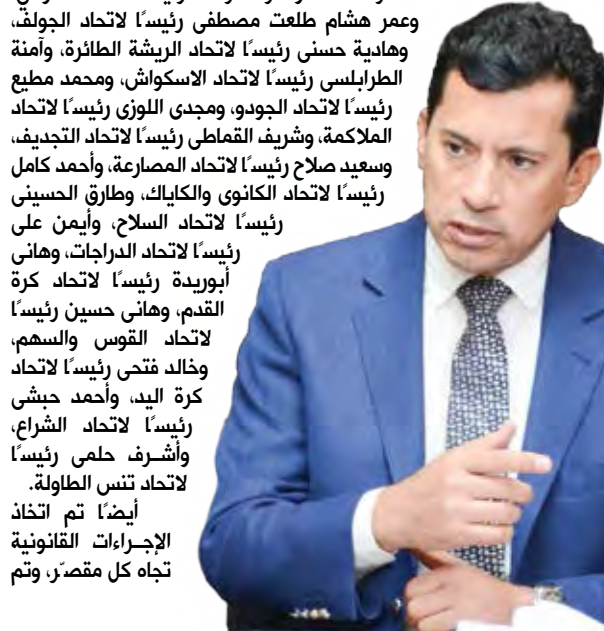 وعمر هشام طلعت مصطفى رئيسًا لاتحاد الجولف،
وهادية حسنى رئيسًا لاتحاد الريشة الطائرة، وآمنة
الطرابلسى رئيسًا لاتحاد الاسكواش، ومحمد مطيع
رئيسًا لاتحاد الجودو، ومجدى اللوزى رئيسًا لاتحاد
الملاكمة، وشريف القماطى رئيسًا لاتحاد التجديف،
وسعيد صلاح رئيسًا لاتحاد المصارعة، وأحمد كامل
رئيسًا لاتحاد الكانوى والكاياك، وطارق الحسينى
رئيسًا لاتحاد السلاح، وأيمن على
رئيسًا لاتحاد الدراجات، وهانى
أبوريدة رئيسًا لاتحاد كرة
القدم، وهانى حسين رئيسًا
لاتحاد القوس والسهم،
وخالد فتحى رئيسًا لاتحاد
كرة اليد، وأحمد حبشى
رئيسًا لاتحاد الشراع،
وأشـرف حلمى رئيسًا
لاتحاد تنس الطاولة.
أيضًا تم اتخاذ
الإجــراءات القانونية
تجاه كل مقصّر، وتم